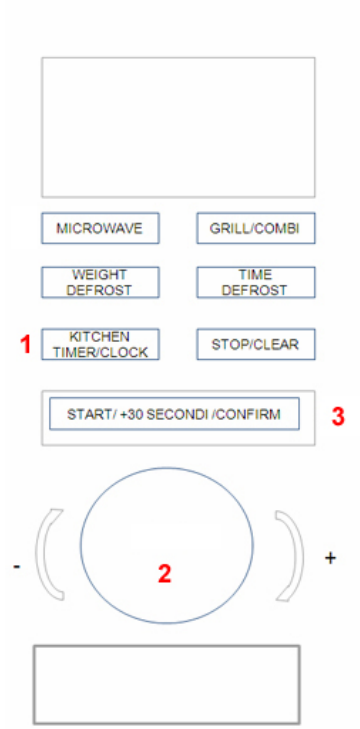 MICROWAVE
GRILL/COMBI
WEIGHT
DEFROST
TIME
DEFROST
1
KITCHEN
TIMER/CLOCK
STOP/CLEAR
START/ +30 SECONDI /CONFIRM
3
-
2
+